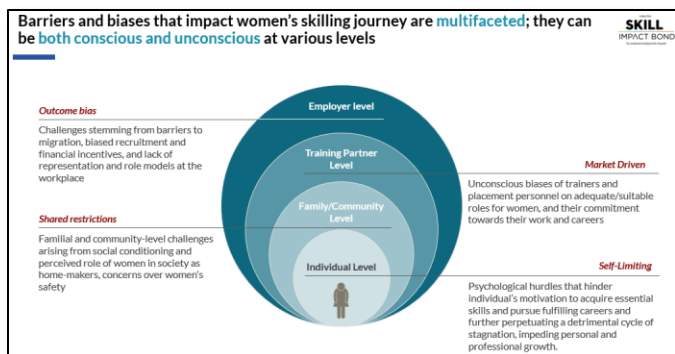 Barriers and biases that impact women's skilling journey are multifaceted; they can
be both conscious and unconscious at various levels
SKILL
IMPACT BOND
Outcome bias
Challenges stemming from barriers to
migration, biased recruitment and
financial incentives, and lack of
representation and role models at the
workplace
Shared restrictions
Familial and community-level challenges
arising from social conditioning and
perceived role of women in society as
home-makers, concerns over women's
safety
Employer level
Training Partner
Level
Family/Community
Level
Individual Level
Market Driven
Unconscious biases of trainers and
placement personnel on adequate/suitable
roles for women, and their commitment
towards their work and careers
Self-Limiting
Psychological hurdles that hinder
individual's motivation to acquire essential
skills and pursue fulfilling careers and
further perpetuating a detrimental cycle of
stagnation, impeding personal and
professional growth.